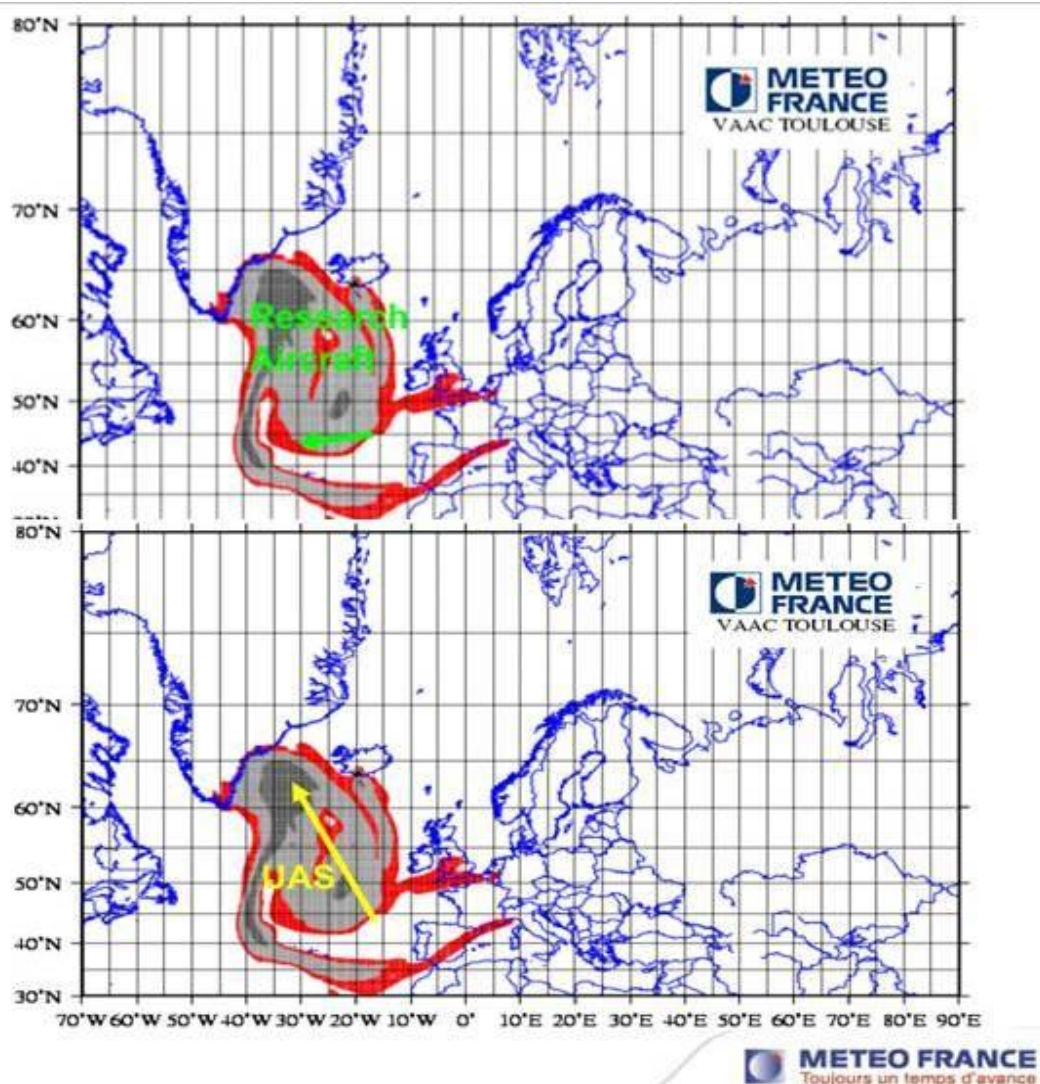 80°N
METEO
FRANCE
VAAC TOULOUSE
70°N
60°N
Research
Aircraft
50°N
40°N
80°N
METEO
FRANCE
VAAC TOULOUSE
70°N
60°N
UAS
50°N
40°N
30°N
70°W 60°W 50°W 40°W 30°W 20°W 10°W 0° 10°E 20°E 30°E 40°E 50°E 60°E 70°E 80°E 90°E
METEO FRANCE
Toujours un temps d'avance